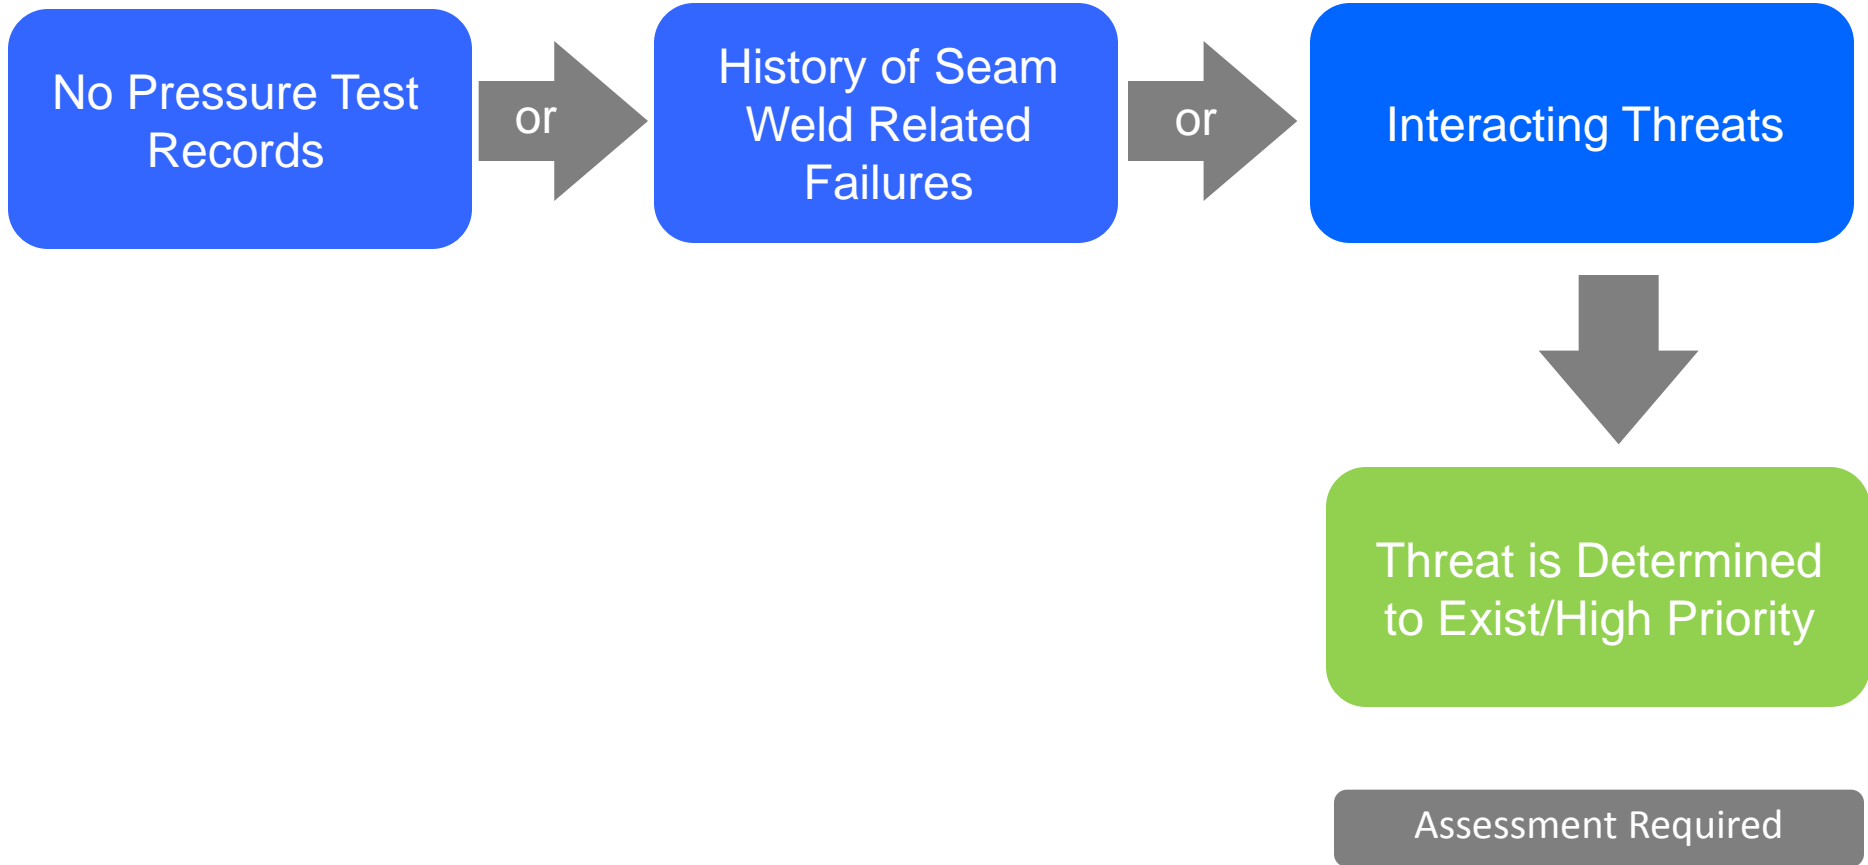 No Pressure Test
Records
or
History of Seam
Weld Related
Failures
or
Interacting Threats
Threat is Determined
to Exist/High Priority
Assessment Required